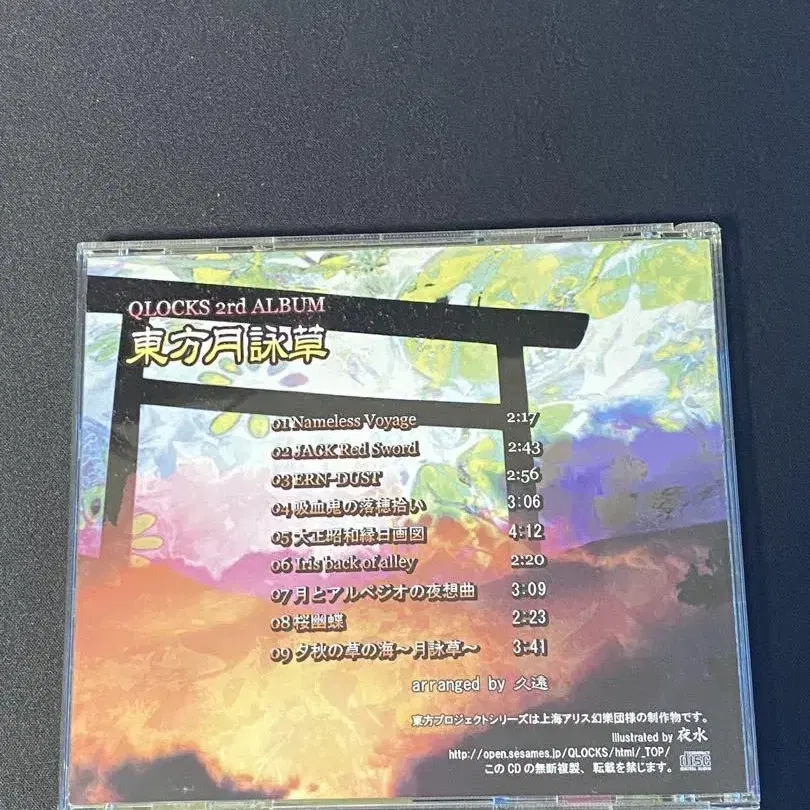 QLOCKS 2rd ALBUM
東方月詠草
01 Nameless Voyage 2:17
02 JACK Red Sword 2:43
03 ERN-DUST 2:56
04 吸血鬼の落穂拾い 3:06
05 大正昭和縁日画図 4:12
06 Iris back of alley 2:20
07 月とアルペジオの夜想曲 3:09
08 桜幽蝶 2:23
09 夕秋の草の海～月詠草～ 3:41
arranged by 久遠
東方プロジェクトシリーズは上海アリス幻樂団様の制作物です。
Illustrated by 夜水
http://open.sesames.jp/QLOCKS/html/_TOP/
このCDの無断複製、転載を禁じます。
COMPACT disc DIGITAL AUDIO